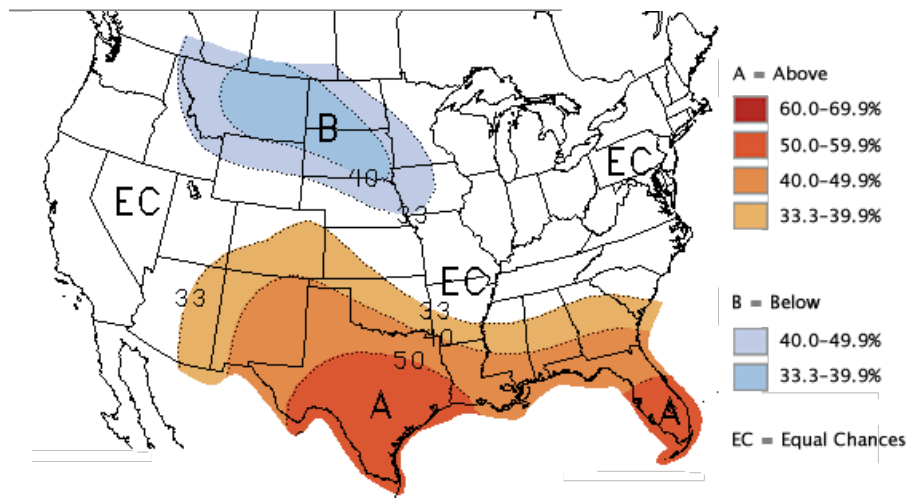 A = Above
60.0-69.9%
50.0-59.9%
40.0-49.9%
33.3-39.9%
B = Below
40.0-49.9%
33.3-39.9%
EC = Equal Chances
B
EC
40
EC
33
33
EC
33
40
50
A
A